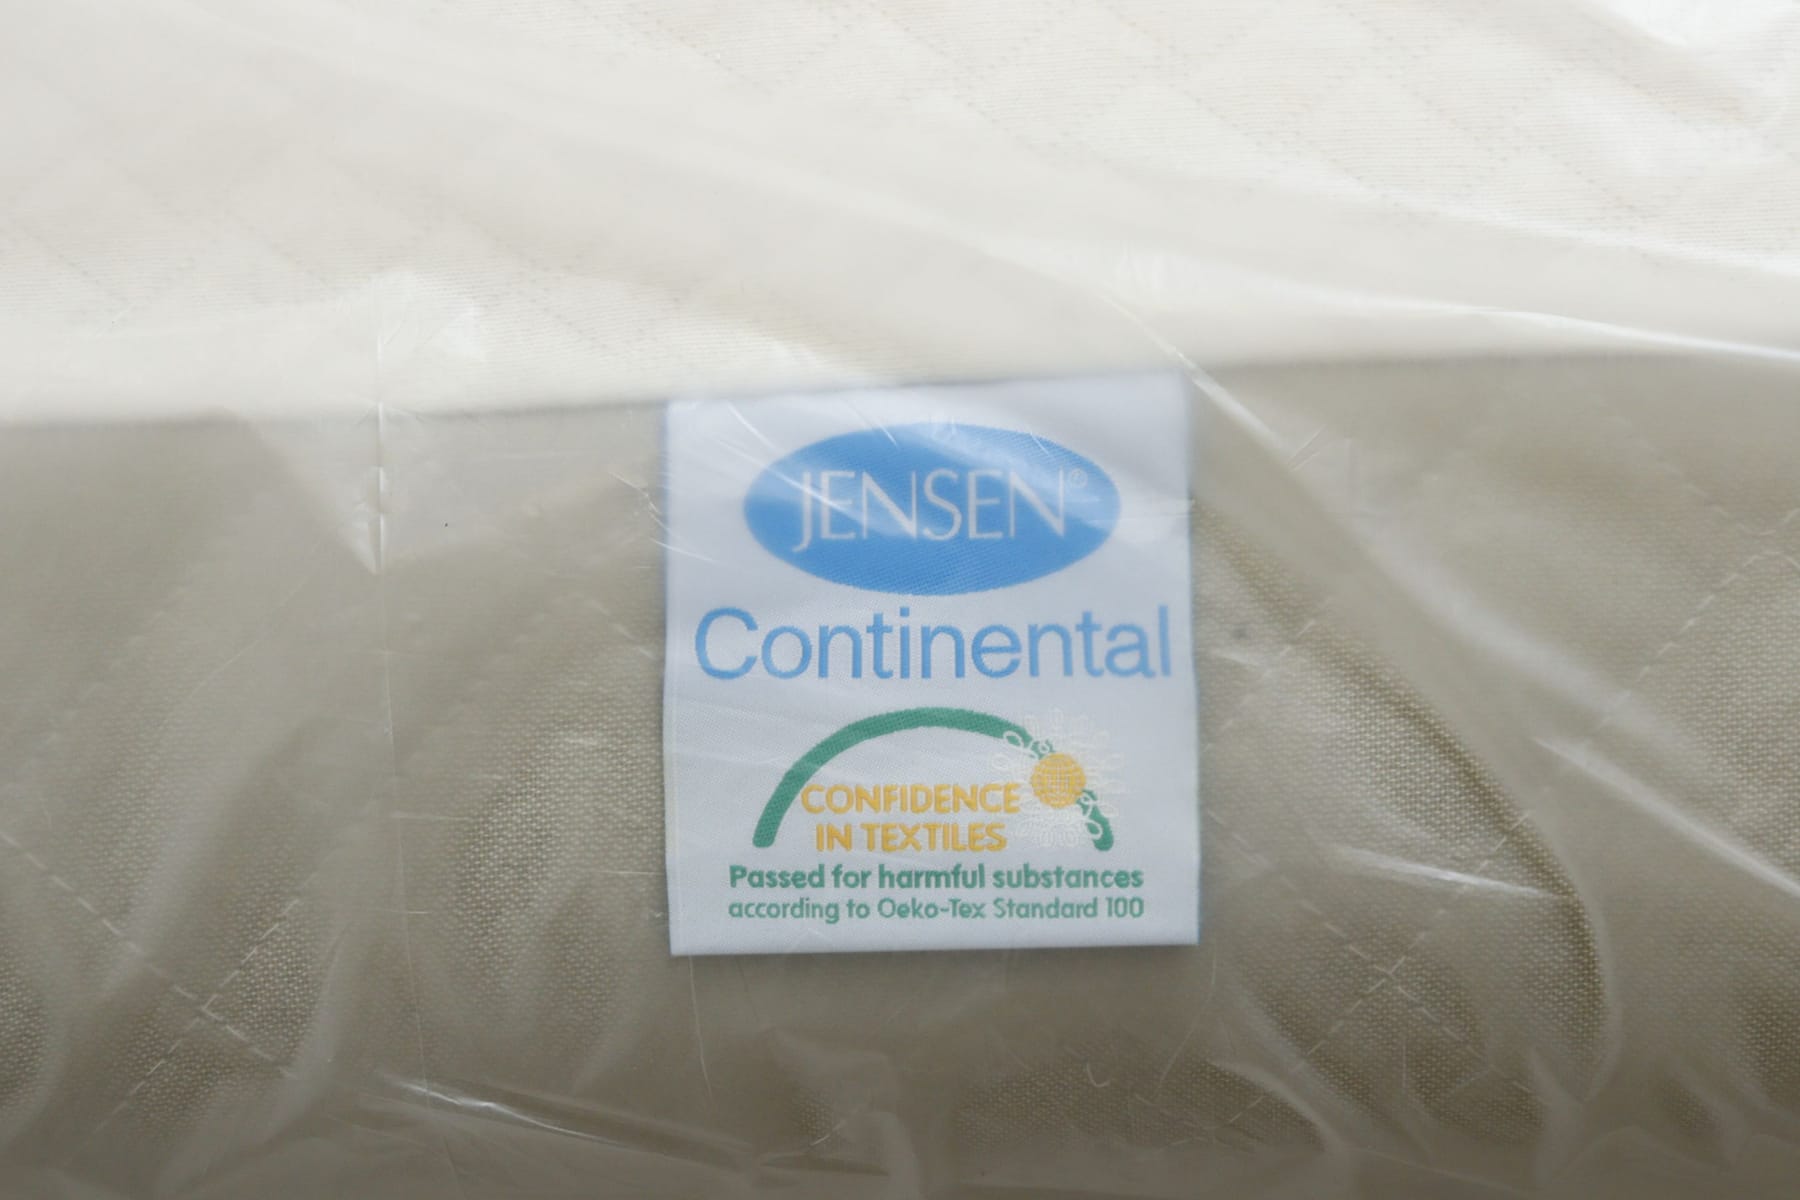 JENSEN®
Continental
CONFIDENCE
IN TEXTILES
Passed for harmful substances
according to Oeko-Tex Standard 100